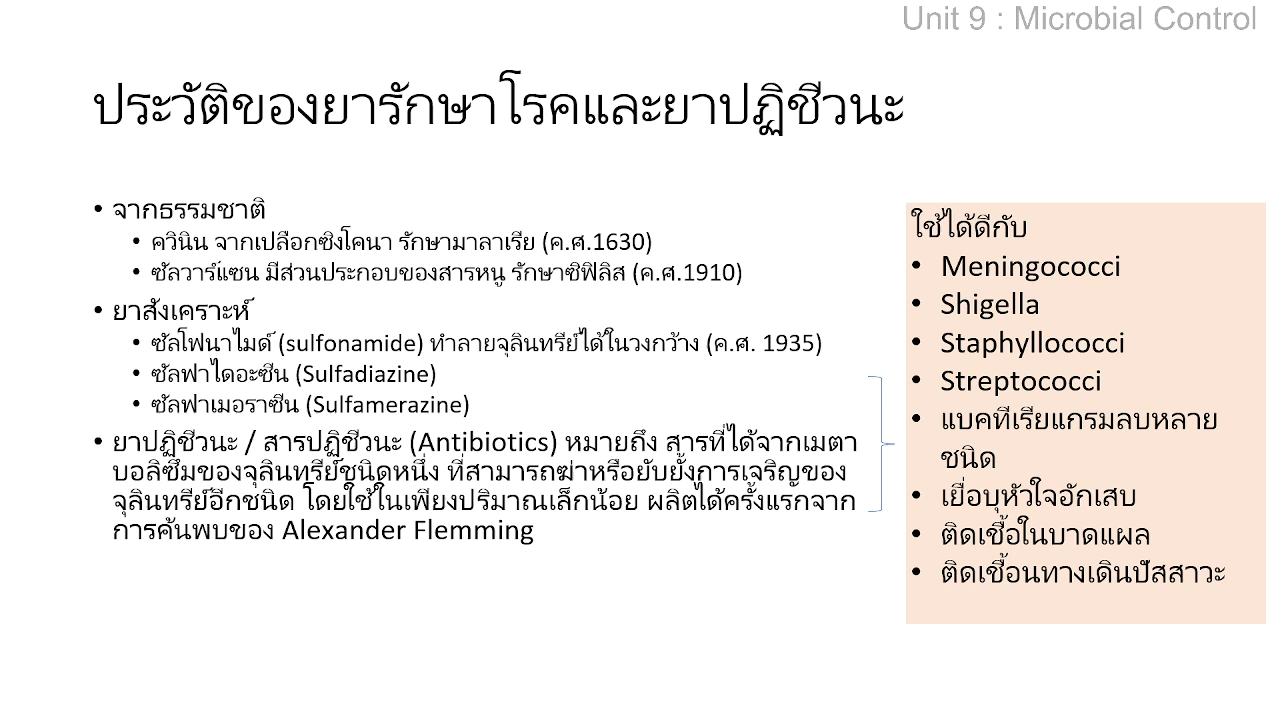 Unit 9 : Microbial Control
ประวัติของยารักษาโรคและยาปฏิชีวนะ
• จากธรรมชาติ
• ควินิน จากเปลือกซิงโคนา รักษามาลาเรีย (ค.ศ.1630)
• ซัลวาร์แซน มีส่วนประกอบของสารหนู รักษาซิฟิลิส (ค.ศ.1910)
• ยาสังเคราะห์
• ซัลโฟนาไมด์ (sulfonamide) ทำลายจุลินทรีย์ได้ในวงกว้าง (ค.ศ. 1935)
• ซัลฟาไดอะซีน (Sulfadiazine)
• ซัลฟาเมอราซีน (Sulfamerazine)
• ยาปฏิชีวนะ / สารปฏิชีวนะ (Antibiotics) หมายถึง สารที่ได้จากเมตา
บอลิซึมของจุลินทรีย์ชนิดหนึ่ง ที่สามารถฆ่าหรือยับยั้งการเจริญของ
จุลินทรีย์อีกชนิด โดยใช้ในเพียงปริมาณเล็กน้อย ผลิตได้ครั้งแรกจาก
การค้นพบของ Alexander Flemming
ใช้ได้ดีกับ
• Meningococci
• Shigella
• Staphyllococci
• Streptococci
• แบคทีเรียแกรมลบหลาย
ชนิด
• เยื่อบุหัวใจอักเสบ
• ติดเชื้อในบาดแผล
• ติดเชื้อนทางเดินปัสสาวะ